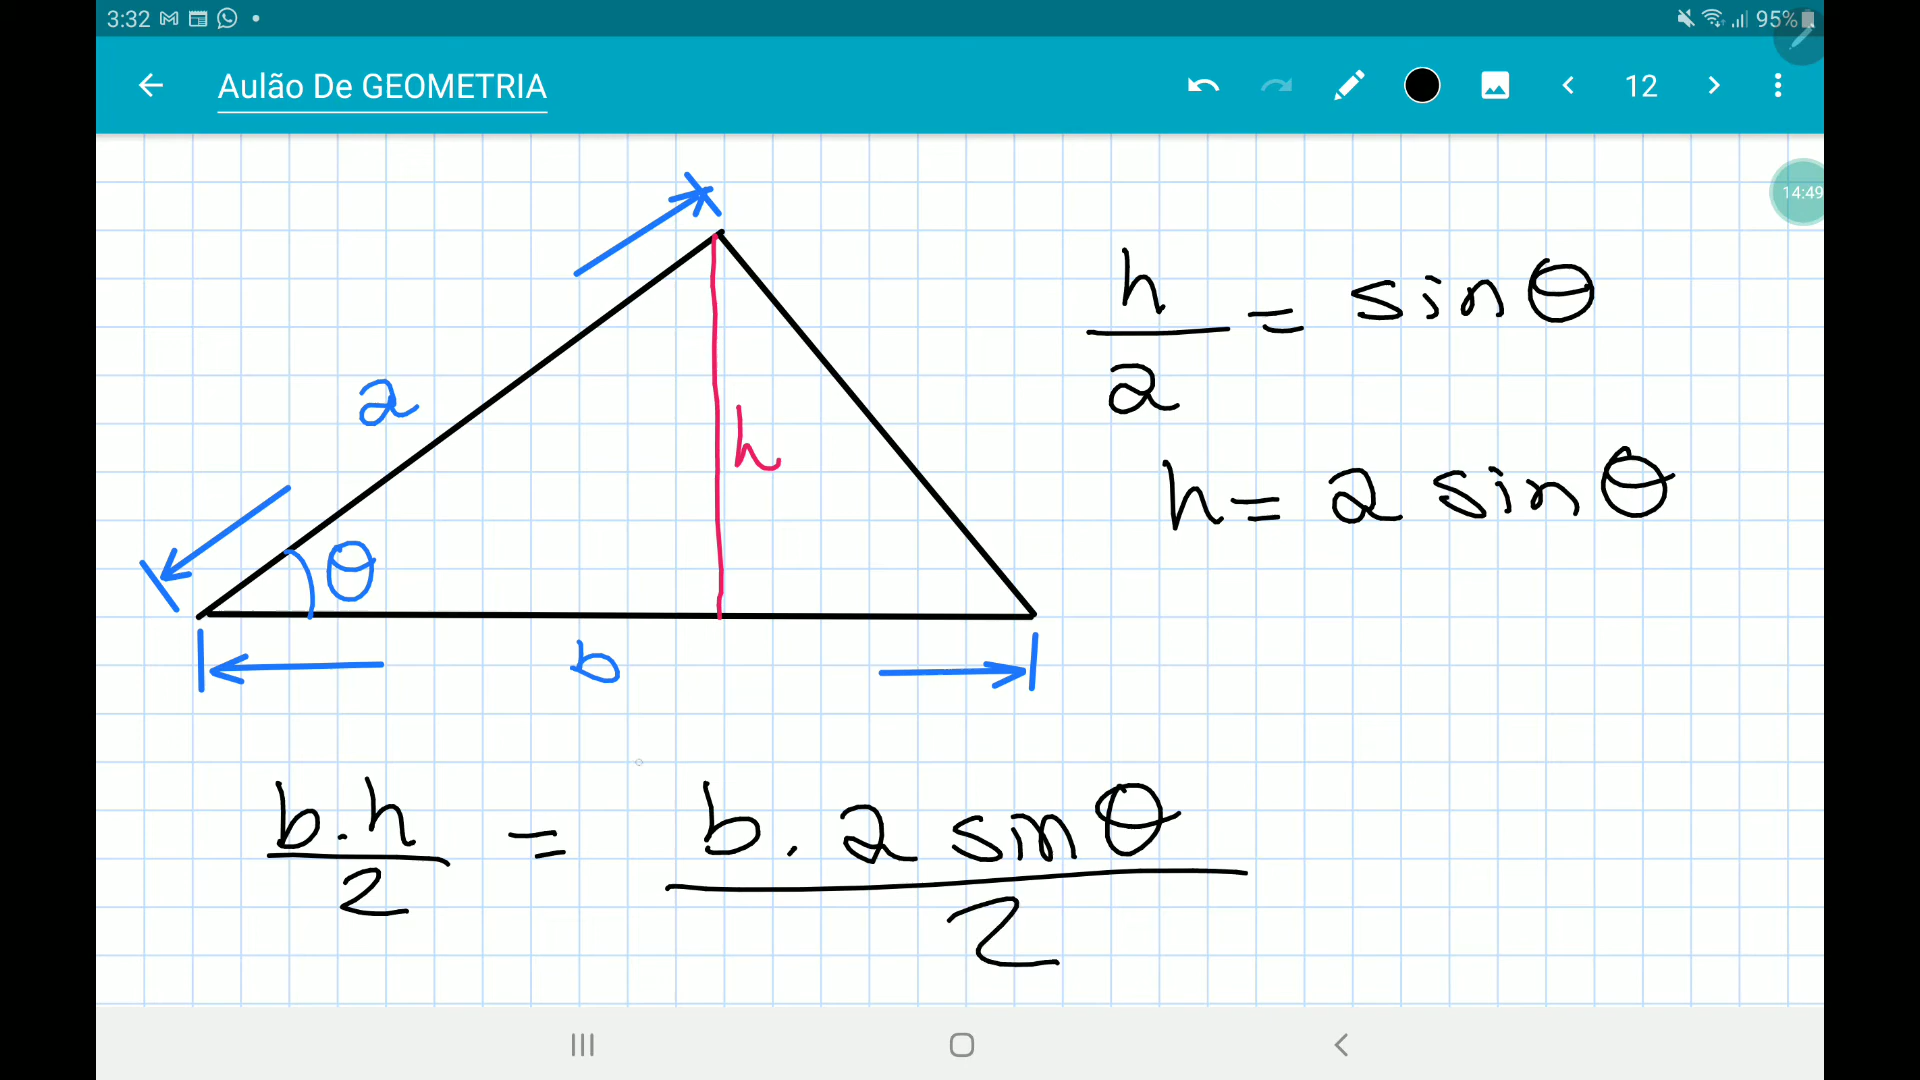 3:32
95%
Aulão De GEOMETRIA
12
14:49
a
h
θ
b
h/a = sin θ
h = a sin θ
b.h/2 = b.a sin θ/2